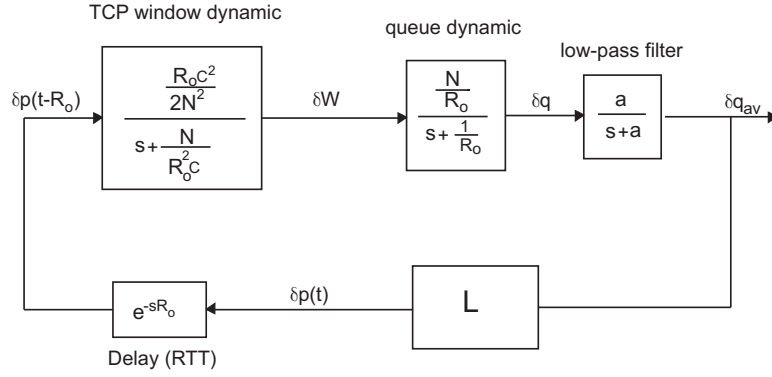 TCP window dynamic
queue dynamic
low-pass filter
δp(t-Rₒ)
RₒC²
2N²
s+ N
Rₒ²C
δW
N
Rₒ
s+ 1
Rₒ
δq
a
s+a
δqav
e^-sRₒ
δp(t)
L
Delay (RTT)